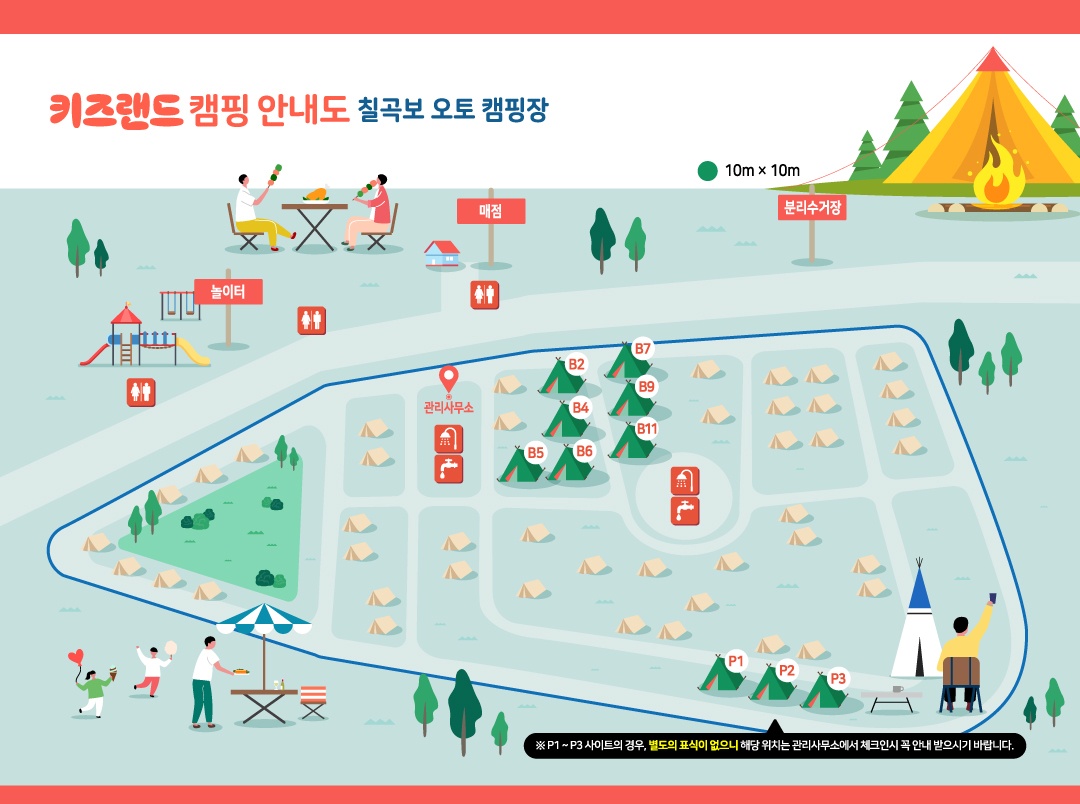 키즈랜드 캠핑 안내도 칠곡보 오토 캠핑장
10m × 10m
분리수거장
매점
놀이터
B7
B2
B9
관리사무소
B4
B11
B5
B6
P1
P2
P3
※ P1 ~ P3 사이트의 경우, 별도의 표식이 없으니 해당 위치는 관리사무소에서 체크인시 꼭 안내 받으시기 바랍니다.